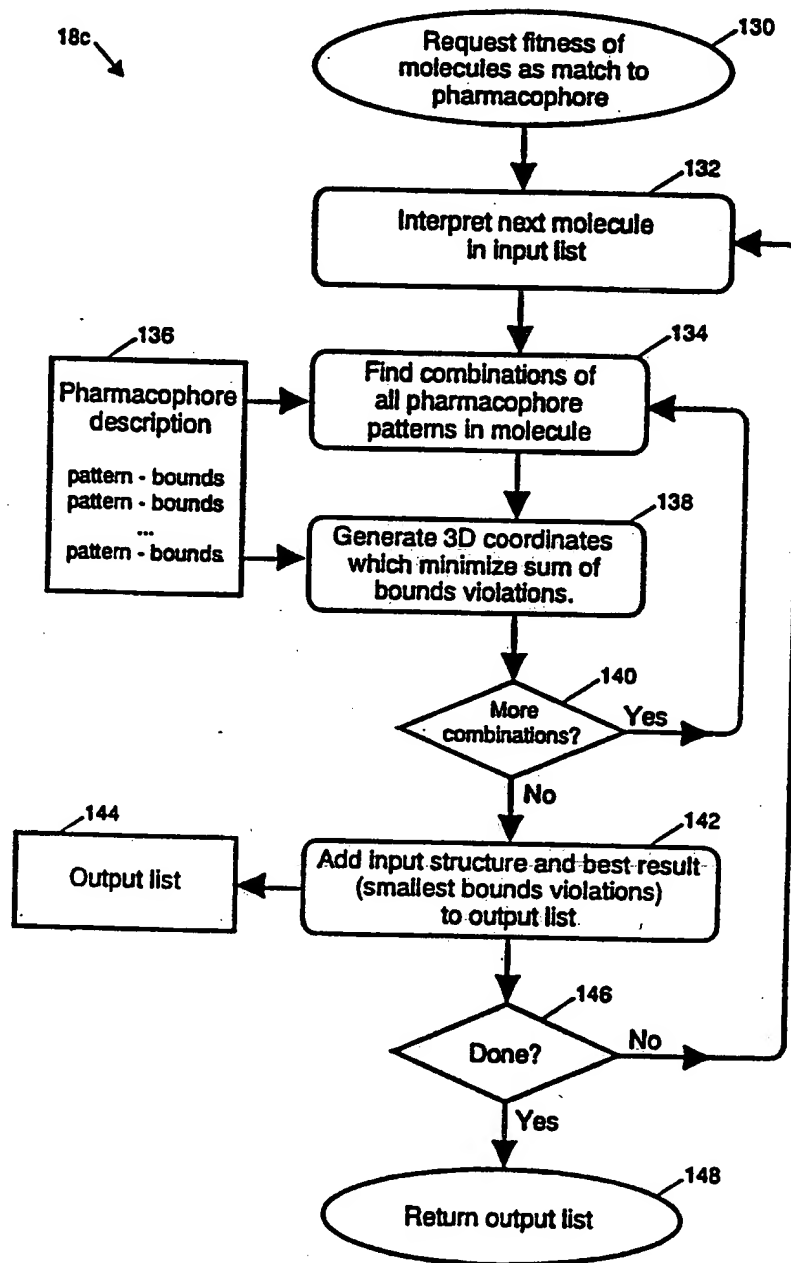 18c
130
Request fitness of
molecules as match to
pharmacophore
132
Interpret next molecule
in input list
136
Pharmacophore
description
pattern - bounds
pattern - bounds
...
pattern - bounds
134
Find combinations of
all pharmacophore
patterns in molecule
138
Generate 3D coordinates
which minimize sum of
bounds violations.
140
More
combinations?
Yes
No
144
Output list
142
Add input structure and best result
(smallest bounds violations)
to output list
146
Done?
No
Yes
148
Return output list